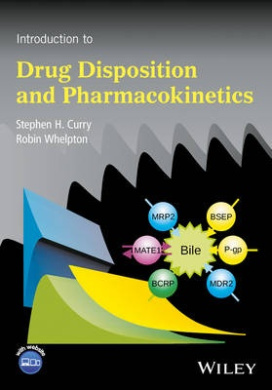 Introduction to
Drug Disposition
and Pharmacokinetics
Stephen H. Curry
Robin Whelpton
MRP2
BSEP
MATE1
Bile
P-gp
BCRP
MDR2
with website
WILEY